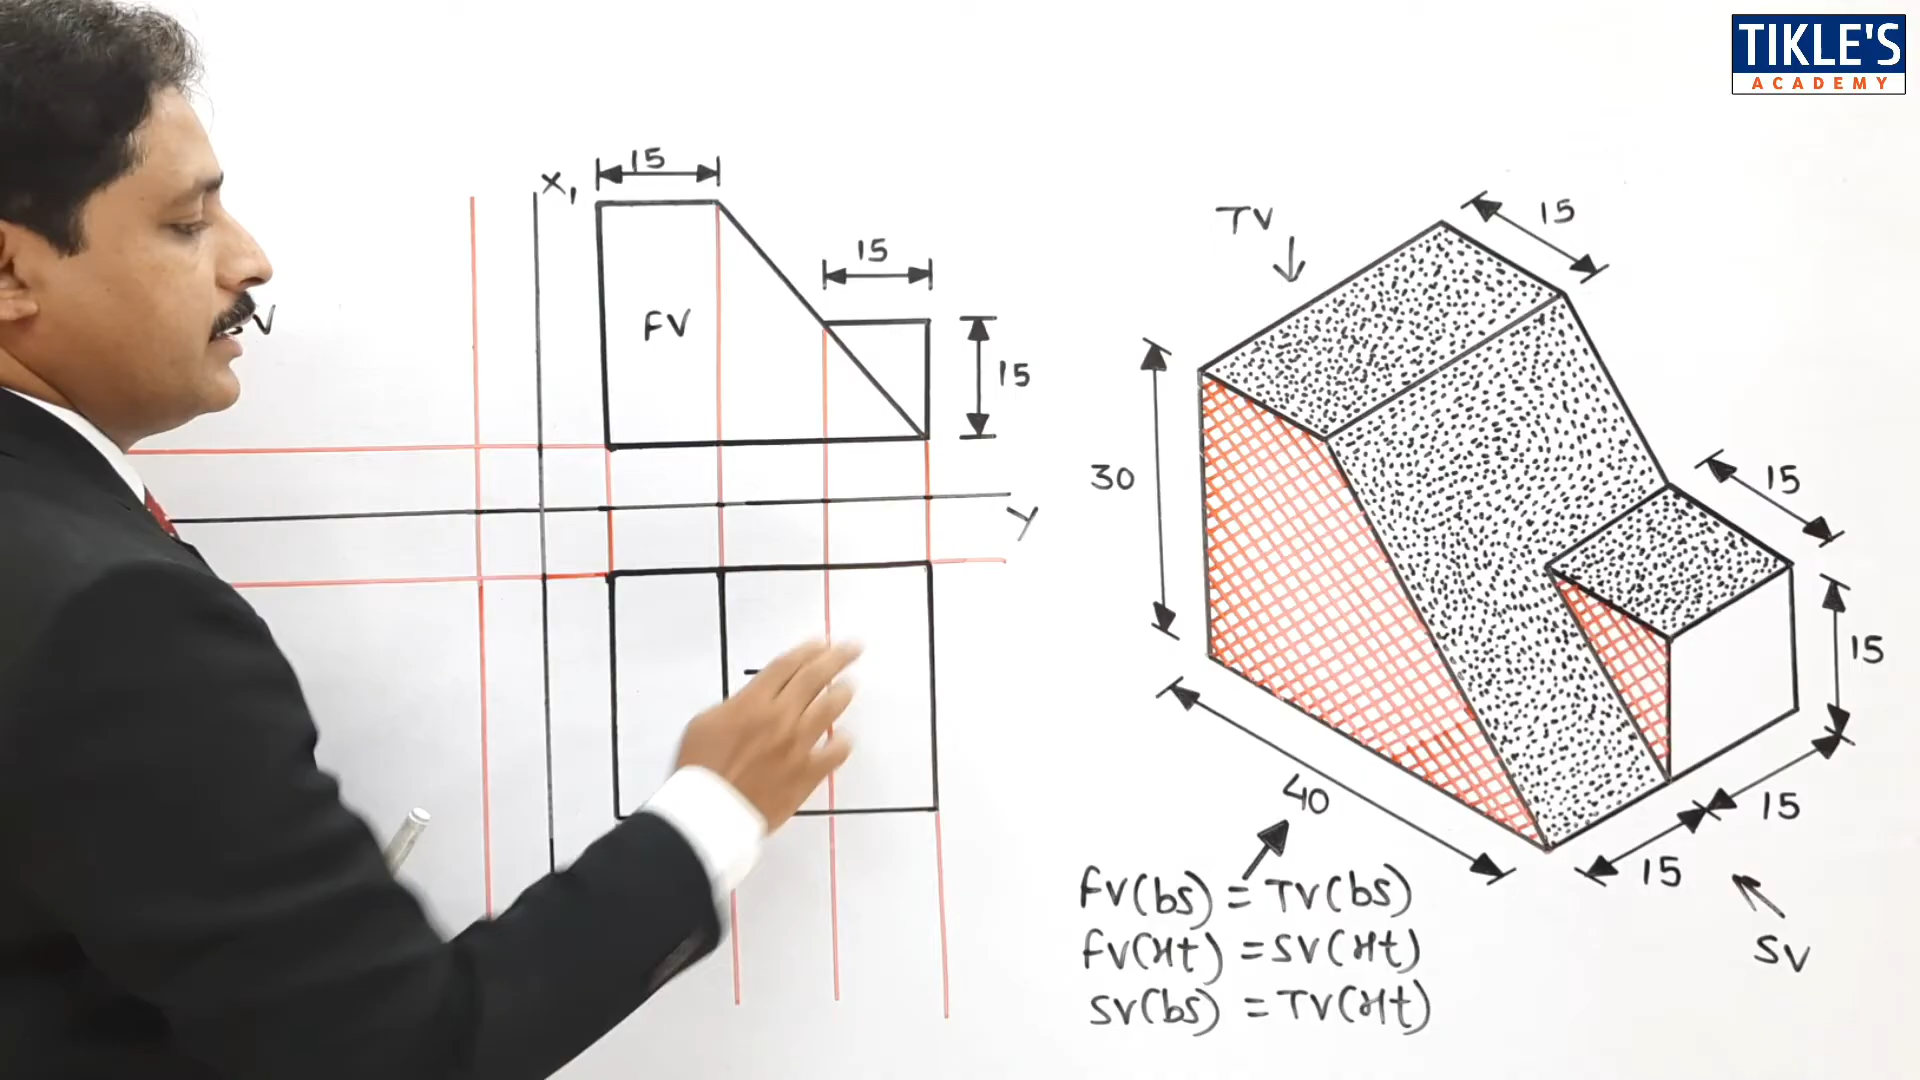 TIKLE'S
ACADEMY
15
X1
15
FV
15
Y
V
TV
15
30
15
15
40
15
15
SV
FV(bs) = TV(bs)
FV(Ht) = SV(Ht)
SV(bs) = TV(Ht)